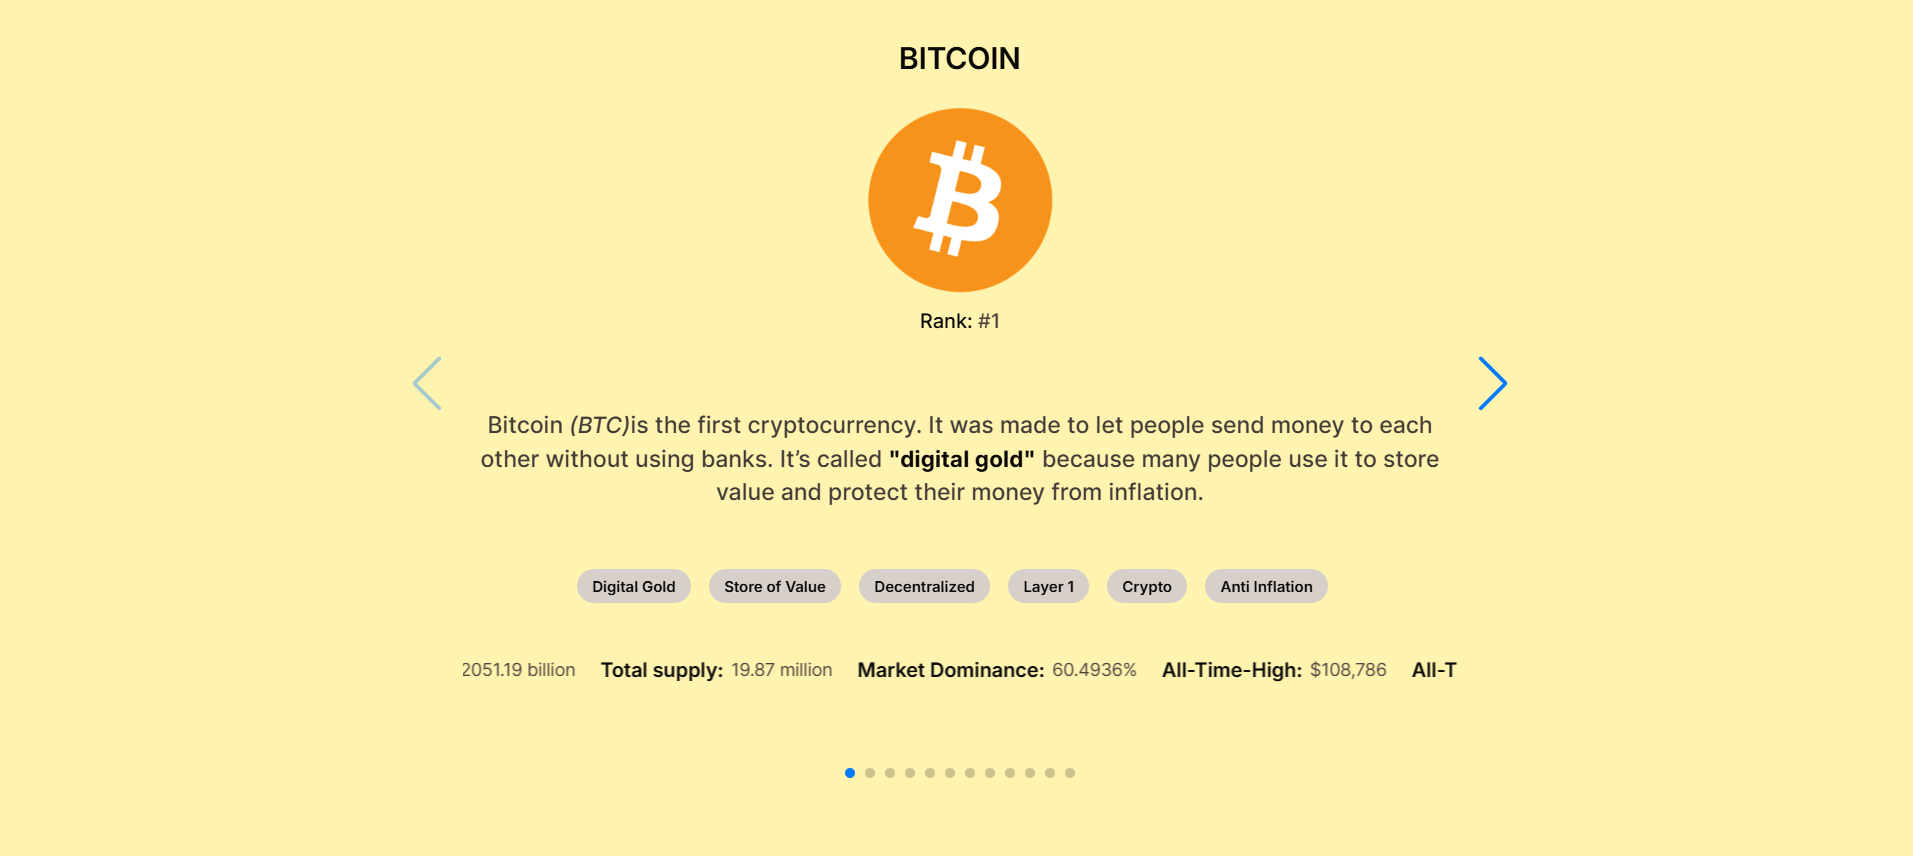 BITCOIN
Rank: #1
Bitcoin (BTC)is the first cryptocurrency. It was made to let people send money to each
other without using banks. It’s called "digital gold" because many people use it to store
value and protect their money from inflation.
Digital Gold Store of Value Decentralized Layer 1 Crypto Anti Inflation
2051.19 billion Total supply: 19.87 million Market Dominance: 60.4936% All-Time-High: $108,786 All-T